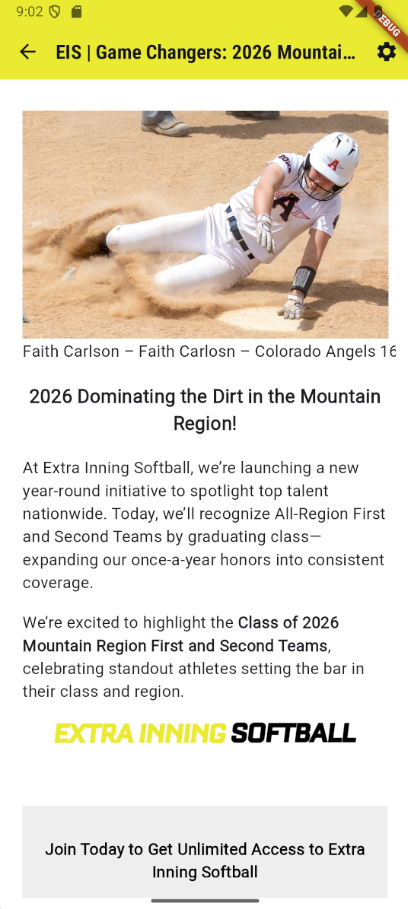 9:02
DEBUG
EIS | Game Changers: 2026 Mountai...
A
A
Faith Carlson – Faith Carlosn – Colorado Angels 16
2026 Dominating the Dirt in the Mountain
Region!
At Extra Inning Softball, we’re launching a new
year-round initiative to spotlight top talent
nationwide. Today, we’ll recognize All-Region First
and Second Teams by graduating class—
expanding our once-a-year honors into consistent
coverage.
We’re excited to highlight the Class of 2026
Mountain Region First and Second Teams,
celebrating standout athletes setting the bar in
their class and region.
EXTRA INNING SOFTBALL
Join Today to Get Unlimited Access to Extra
Inning Softball